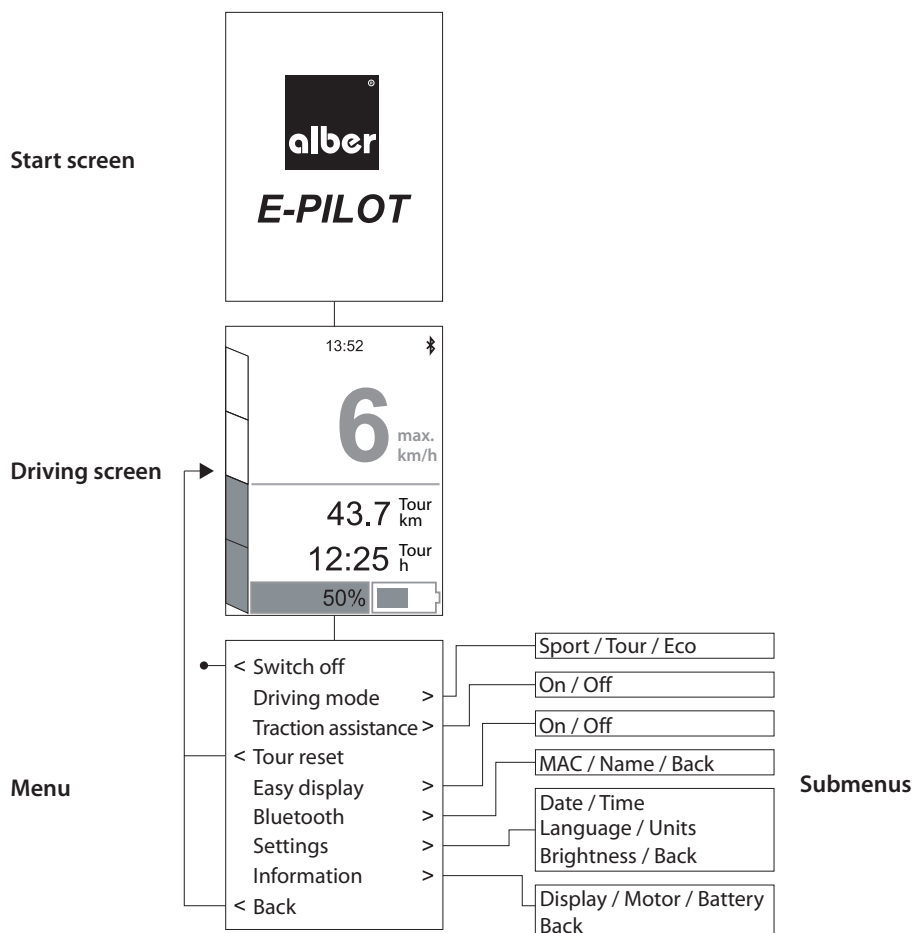 alber
E-PILOT
Start screen
13:52
6 max. km/h
Driving screen
43.7 Tour km
12:25 Tour h
50%
< Switch off
Driving mode >
Traction assistance >
< Tour reset
Easy display >
Bluetooth >
Settings >
Information >
< Back
Menu
Sport / Tour / Eco
On / Off
On / Off
MAC / Name / Back
Date / Time
Language / Units
Brightness / Back
Display / Motor / Battery
Back
Submenus